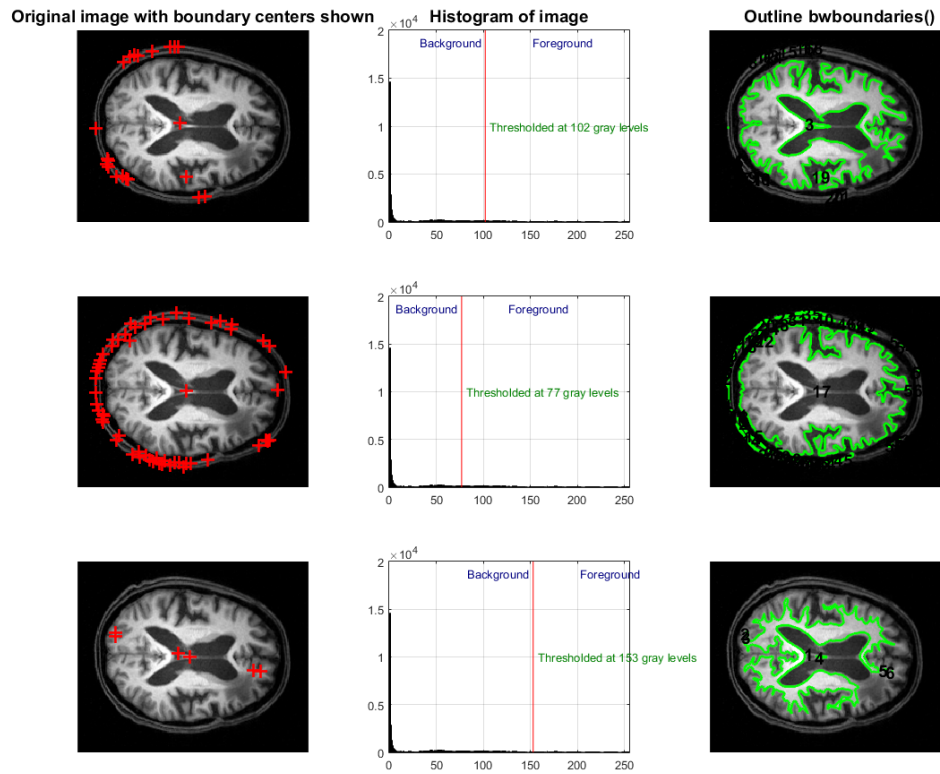 Original image with boundary centers shown
Histogram of image
Outline bwboundaries()
×10⁴
2
1.5
1
0.5
0
0 50 100 150 200 250
Background
Foreground
Thresholded at 102 gray levels
3
19
×10⁴
2
1.5
1
0.5
0
0 50 100 150 200 250
Background
Foreground
Thresholded at 77 gray levels
17
×10⁴
2
1.5
1
0.5
0
0 50 100 150 200 250
Background
Foreground
Thresholded at 153 gray levels
1 4
56